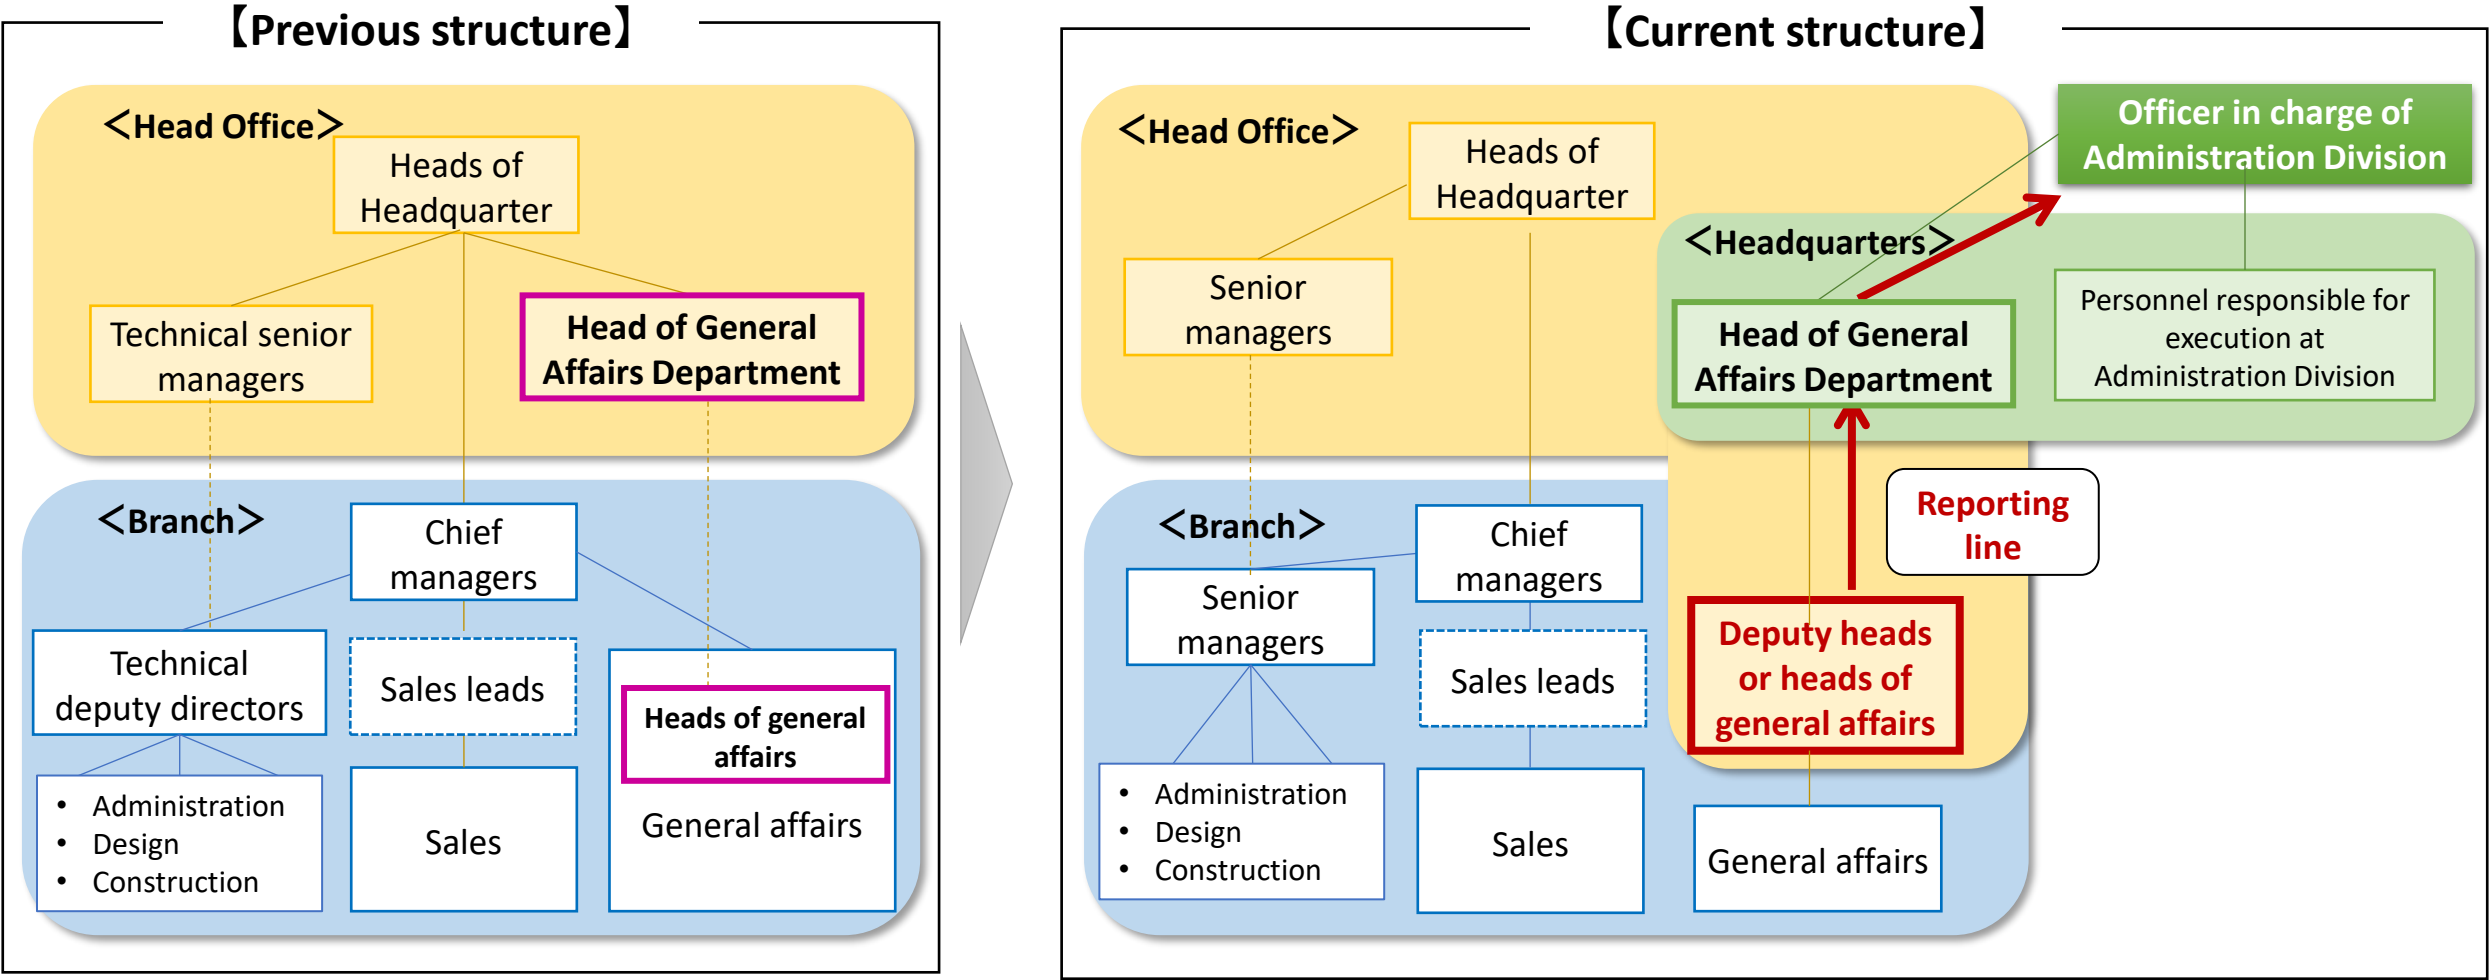 【Previous structure】
＜Head Office＞
Heads of
Headquarter
Technical senior
managers
Head of General
Affairs Department
＜Branch＞
Chief
managers
Technical
deputy directors
Sales leads
Heads of general
affairs
• Administration
• Design
• Construction
Sales
General affairs
【Current structure】
＜Head Office＞
Heads of
Headquarter
Officer in charge of
Administration Division
Senior
managers
＜Headquarters＞
Head of General
Affairs Department
Personnel responsible for
execution at
Administration Division
Reporting
line
＜Branch＞
Chief
managers
Senior
managers
Sales leads
Deputy heads
or heads of
general affairs
• Administration
• Design
• Construction
Sales
General affairs